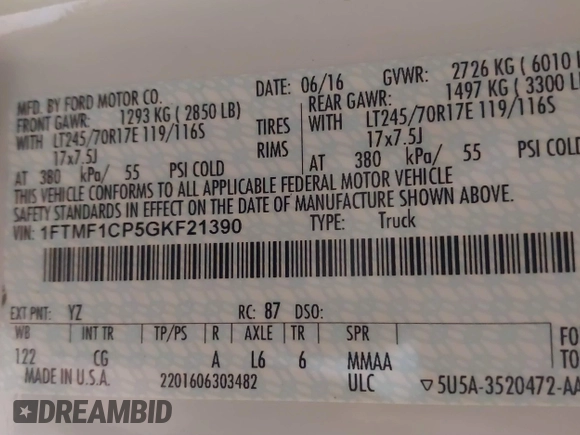 MFD. BY FORD MOTOR CO. DATE: 06/16 GVWR: 2726 KG ( 6010
FRONT GAWR: 1293 KG ( 2850 LB) REAR GAWR: 1497 KG ( 3300 LB
WITH LT245/70R17E 119/116S TIRES WITH LT245/70R17E 119/116S
17x7.5J RIMS 17x7.5J
AT 380 kPa/ 55 PSI COLD AT 380 kPa/ 55 PSI COLD
THIS VEHICLE CONFORMS TO ALL APPLICABLE FEDERAL MOTOR VEHICLE
SAFETY STANDARDS IN EFFECT ON THE DATE OF MANUFACTURE SHOWN ABOVE.
VIN: 1FTMF1CP5GKF21390 TYPE: Truck
EXT PNT: YZ RC: 87 DSO:
WB INT TR TP/PS R AXLE TR SPR
122 CG A L6 6 MMAA
MADE IN U.S.A. 2201606303482 ULC ▽5U5A-3520472-AA
FO
TO
DREAMBID